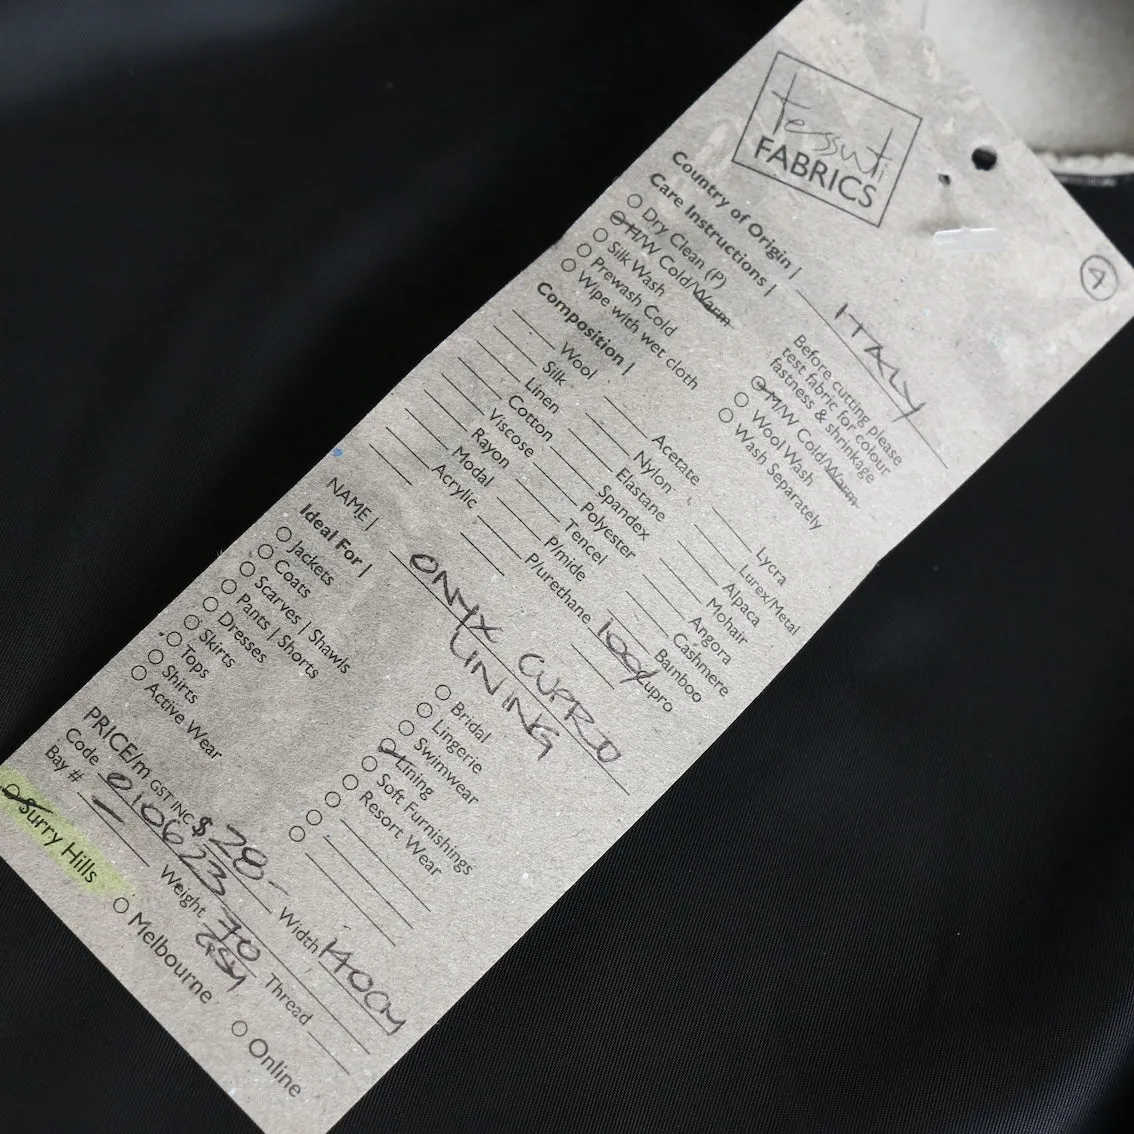 tessuti
FABRICS
4
Country of Origin | ITALY
Care Instructions |
Dry Clean (P)
H/W Cold/Warm
Silk Wash
Prewash Cold
Wipe with wet cloth
Before cutting please
test fabric for colour
fastness & shrinkage
M/W Cold/Warm
Wool Wash
Wash Separately
Composition |
Wool
Silk
Linen
Cotton
Viscose
Rayon
Modal
Acrylic
Acetate
Nylon
Elastane
Spandex
Polyester
Tencel
P/mide
P/urethane
Lycra
Lurex/Metal
Alpaca
Mohair
Angora
Cashmere
Bamboo
100% Cupro
NAME | ONYX CUPRO
LINING
Ideal For |
Jackets
Coats
Scarves | Shawls
Pants | Shorts
Dresses
Skirts
Tops
Shirts
Active Wear
Bridal
Lingerie
Swimwear
Lining
Soft Furnishings
Resort Wear
PRICE/m GST INC $ 28- Width 140CM
Code 010623 Weight 70 GSM Thread
Bay # -
Surry Hills Melbourne Online